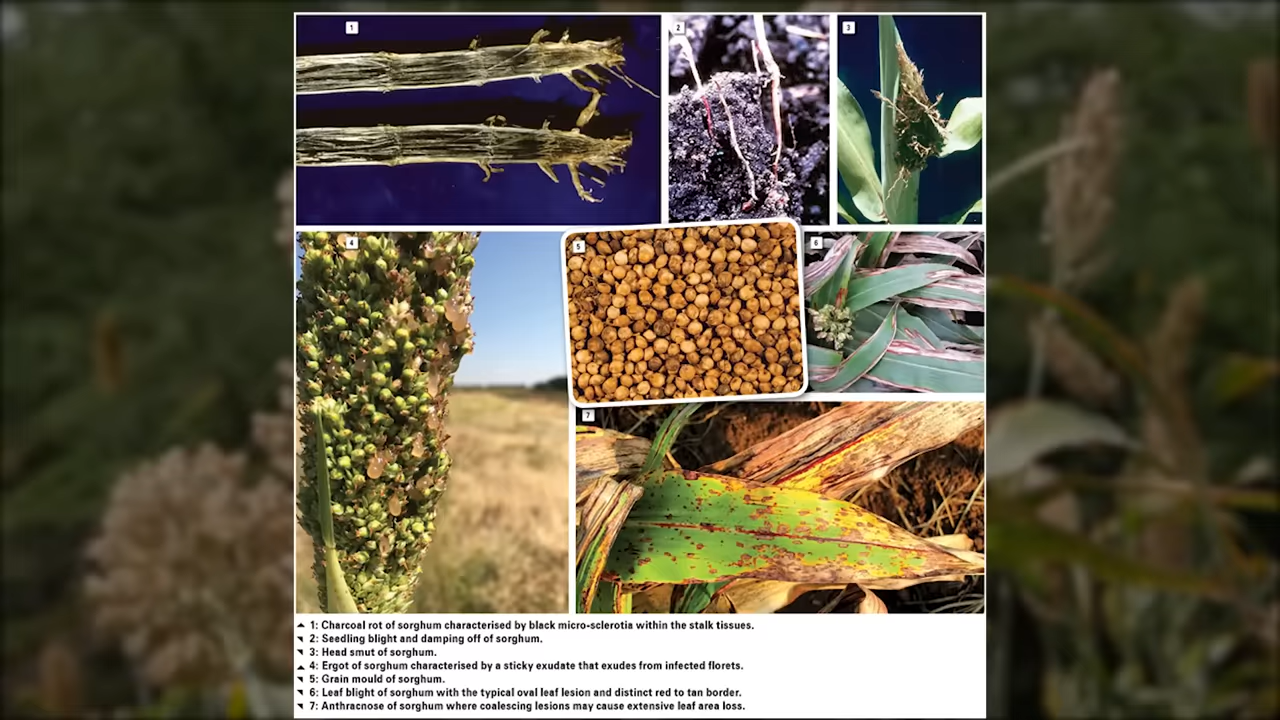 1
2
3
4
5
6
7
1: Charcoal rot of sorghum characterised by black micro-sclerotia within the stalk tissues.
2: Seedling blight and damping off of sorghum.
3: Head smut of sorghum.
4: Ergot of sorghum characterised by a sticky exudate that exudes from infected florets.
5: Grain mould of sorghum.
6: Leaf blight of sorghum with the typical oval leaf lesion and distinct red to tan border.
7: Anthracnose of sorghum where coalescing lesions may cause extensive leaf area loss.